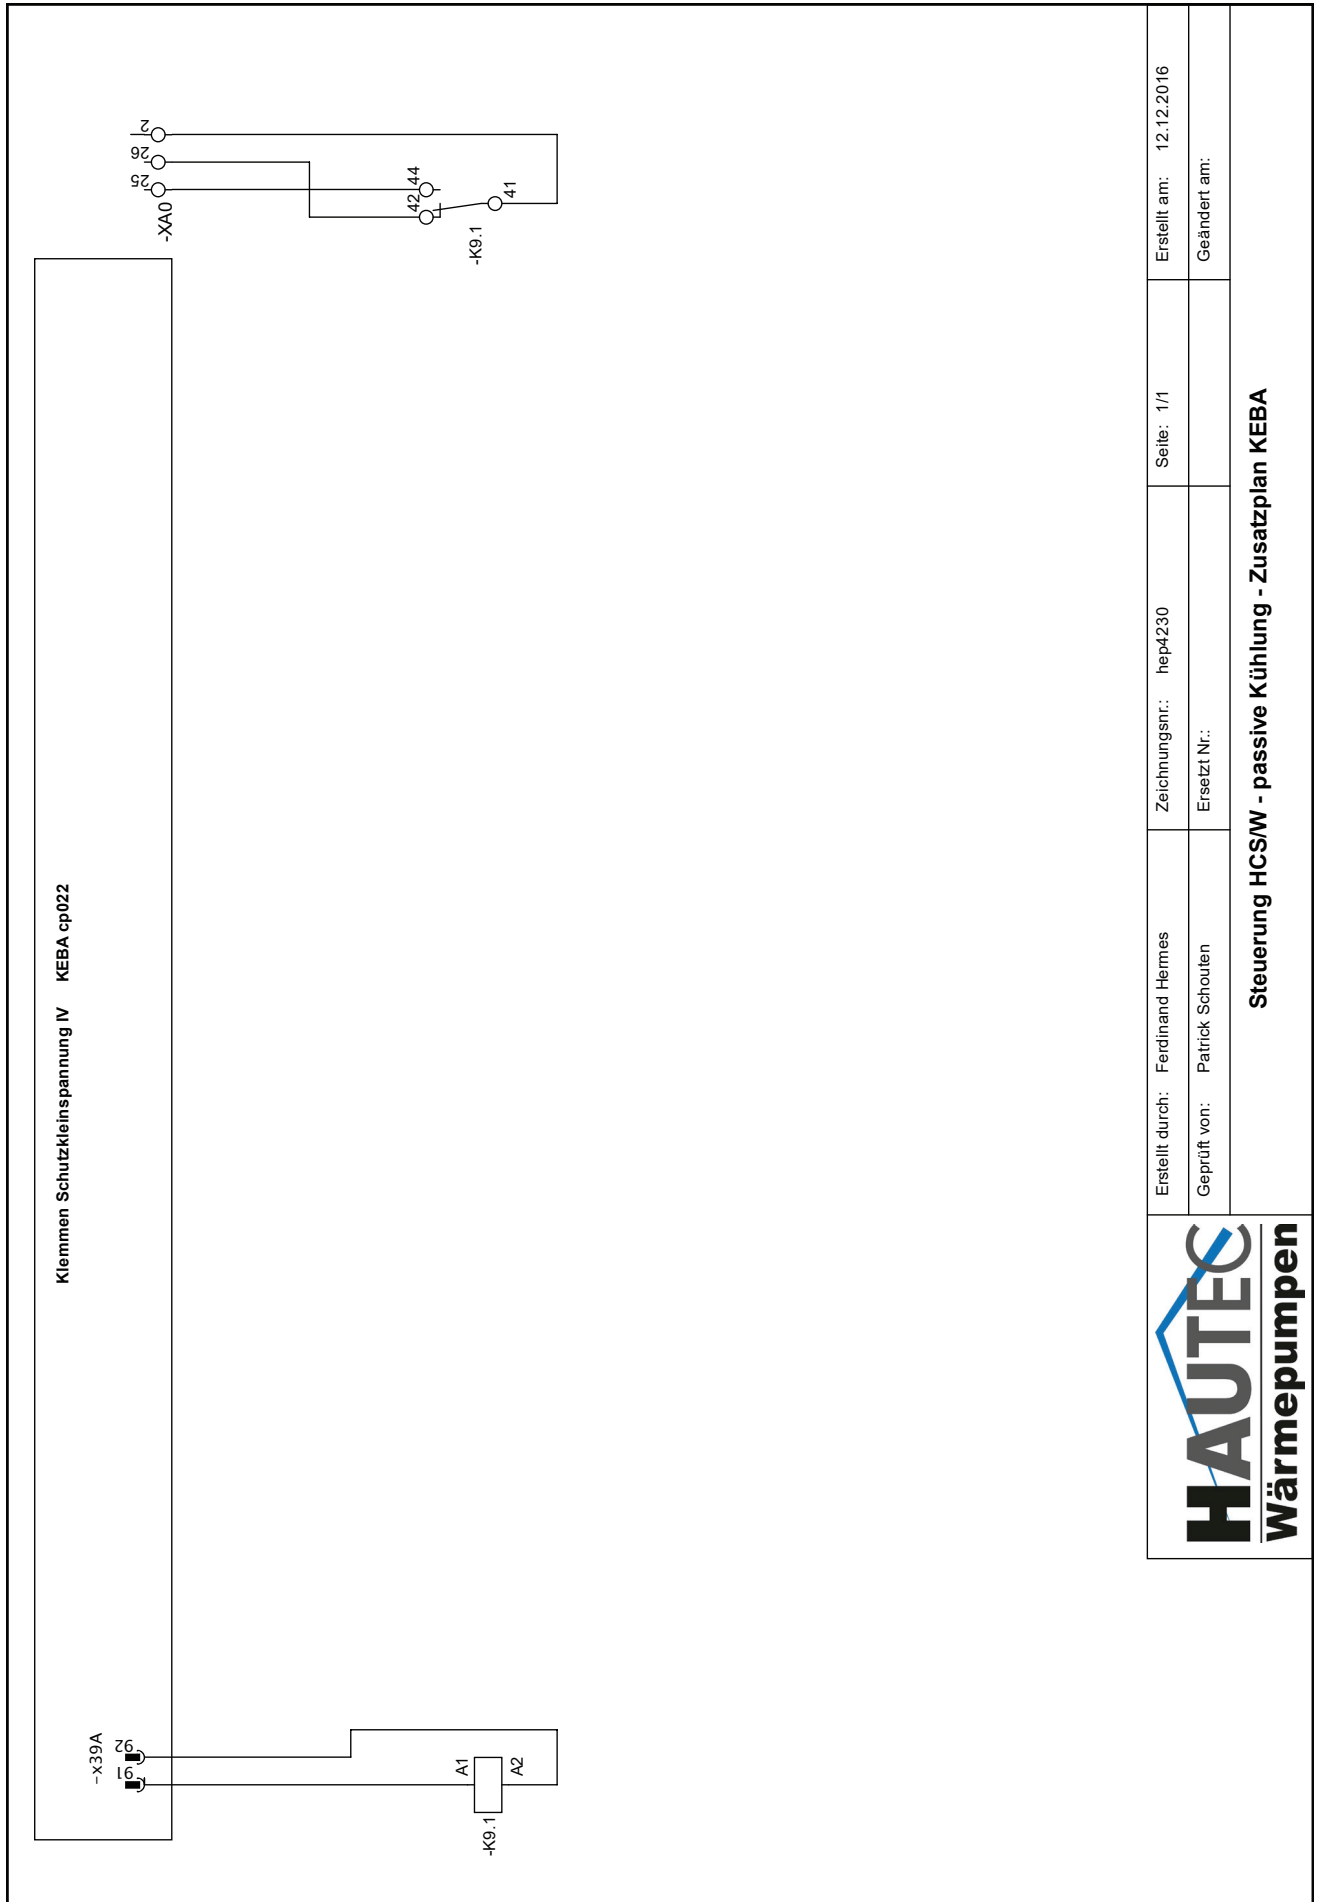 Klemmen Schutzkleinspannung IV KEBA cp022
-x39A
91 92
-K9.1
A1
A2
-XA0
25 26 2
42 44
-K9.1
41
HAUTEC
Wärmepumpen
Erstellt durch: Ferdinand Hermes
Zeichnungsnr.: hep4230
Seite: 1/1
Erstellt am: 12.12.2016
Geprüft von: Patrick Schouten
Ersetzt Nr.:
Geändert am:
Steuerung HCS/W - passive Kühlung - Zusatzplan KEBA